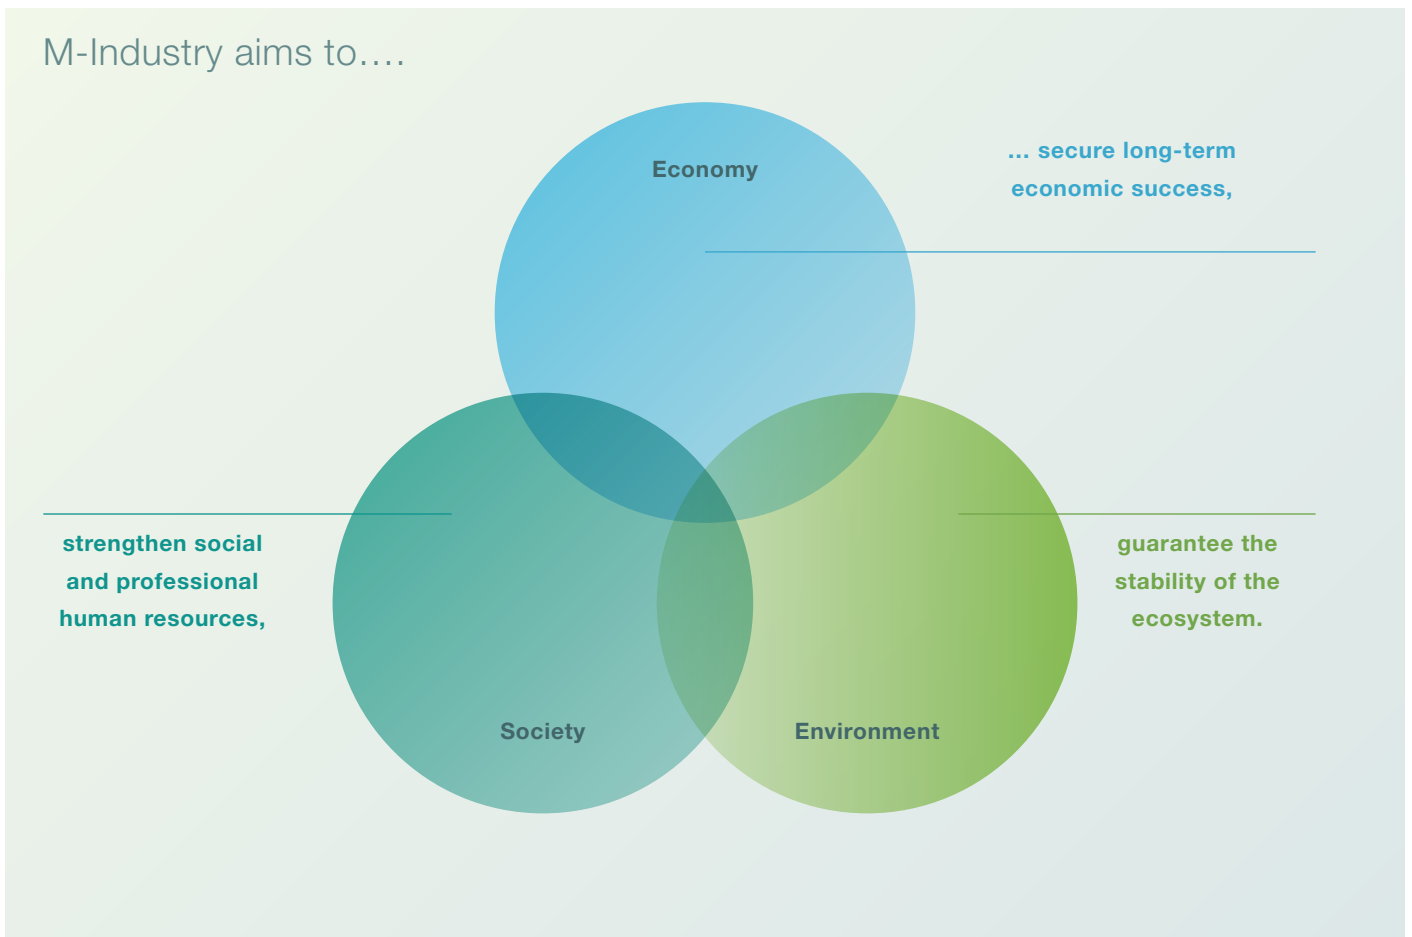 M-Industry aims to....
Economy
... secure long-term
economic success,
strengthen social
and professional
human resources,
guarantee the
stability of the
ecosystem.
Society
Environment